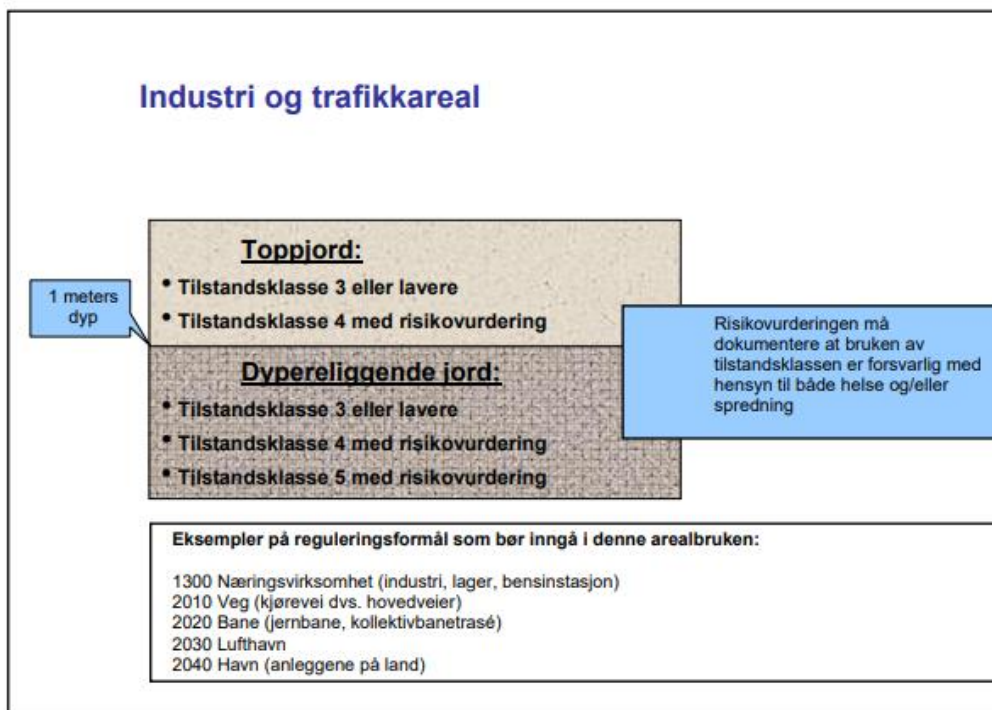 Industri og trafikkareal
Toppjord:
• Tilstandsklasse 3 eller lavere
• Tilstandsklasse 4 med risikovurdering
1 meters
dyp
Dypereliggende jord:
• Tilstandsklasse 3 eller lavere
• Tilstandsklasse 4 med risikovurdering
• Tilstandsklasse 5 med risikovurdering
Risikovurderingen må
dokumentere at bruken av
tilstandsklassen er forsvarlig med
hensyn til både helse og/eller
spredning
Eksempler på reguleringsformål som bør inngå i denne arealbruken:
1300 Næringsvirksomhet (industri, lager, bensinstasjon)
2010 Veg (kjørevei dvs. hovedveier)
2020 Bane (jernbane, kollektivbanetrasé)
2030 Lufthavn
2040 Havn (anleggene på land)